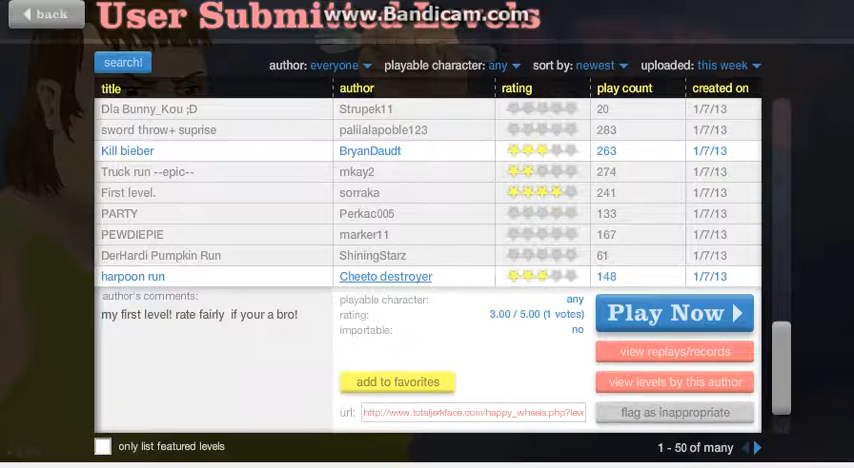 back
User Submitted Levels
www.Bandicam.com
search!
author: everyone playable character: any sort by: newest uploaded: this week
title author rating play count created on
Dla Bunny_Kou ;D Strupek11 20 1/7/13
sword throw+ suprise palilalapoble123 283 1/7/13
Kill bieber BryanDaudt 263 1/7/13
Truck run --epic-- mkay2 274 1/7/13
First level. sorraka 241 1/7/13
PARTY Perkac005 133 1/7/13
PEWDIEPIE marker11 167 1/7/13
DerHardi Pumpkin Run ShiningStarz 61 1/7/13
harpoon run Cheeto destroyer 148 1/7/13
author's comments:
my first level! rate fairly if your a bro!
playable character: any
rating: 3.00 / 5.00 (1 votes)
importable: no
Play Now
view replays/records
add to favorites
view levels by this author
url: http://www.totaljerkface.com/happy_wheels.php?leve
flag as inappropriate
only list featured levels
1 - 50 of many